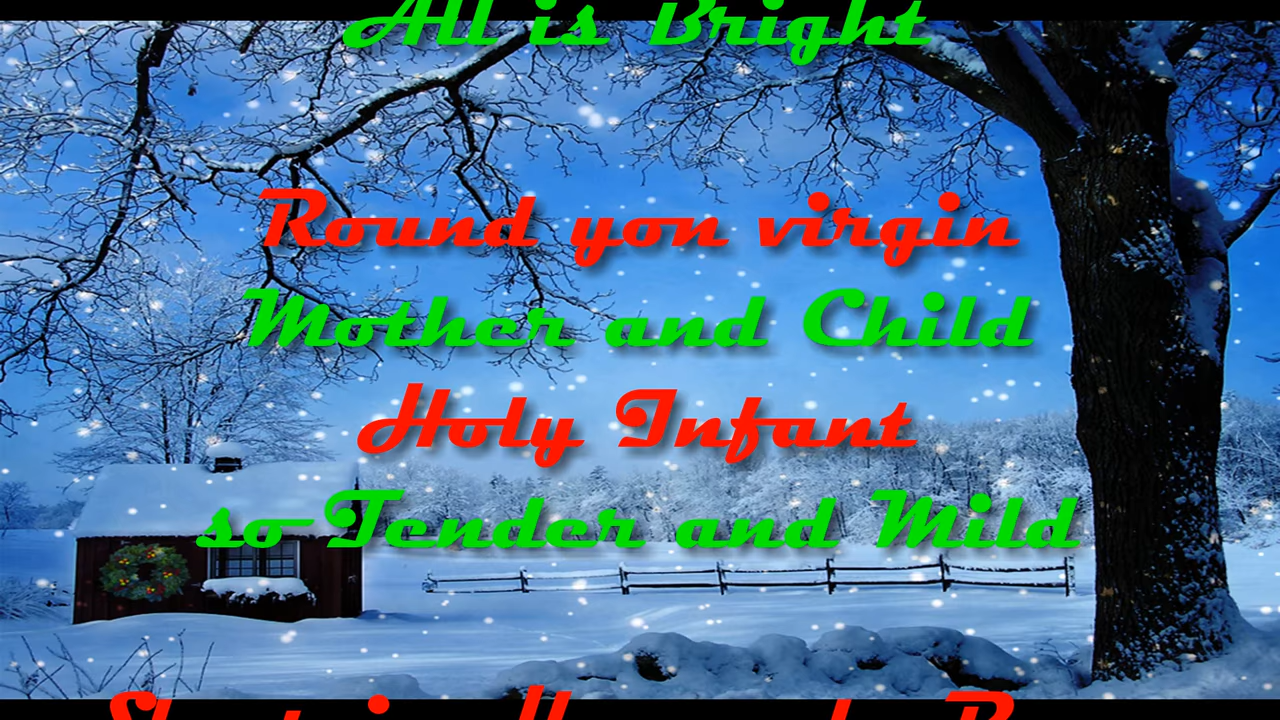 All is Bright
Round yon virgin
Mother and Child
Holy Infant
so Tender and Mild